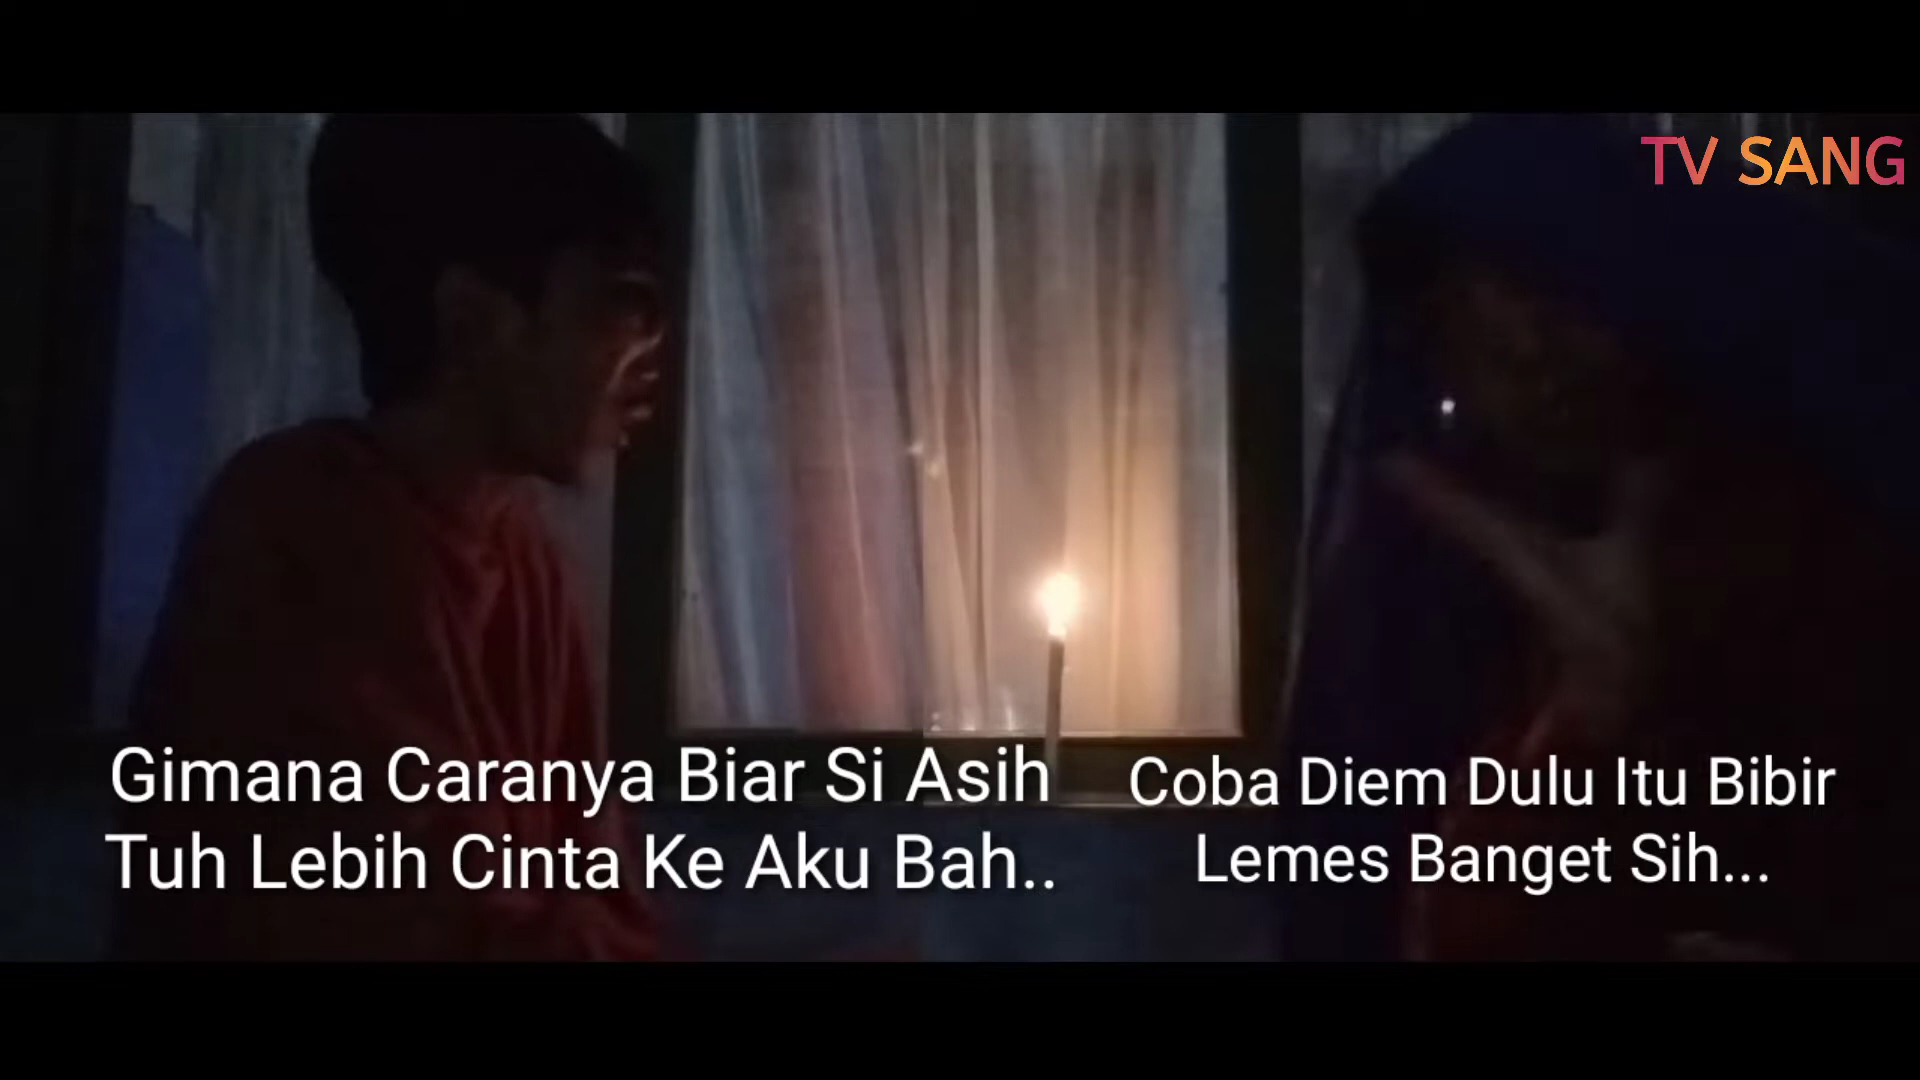 TV SANG
Gimana Caranya Biar Si Asih
Tuh Lebih Cinta Ke Aku Bah..
Coba Diem Dulu Itu Bibir
Lemes Banget Sih...